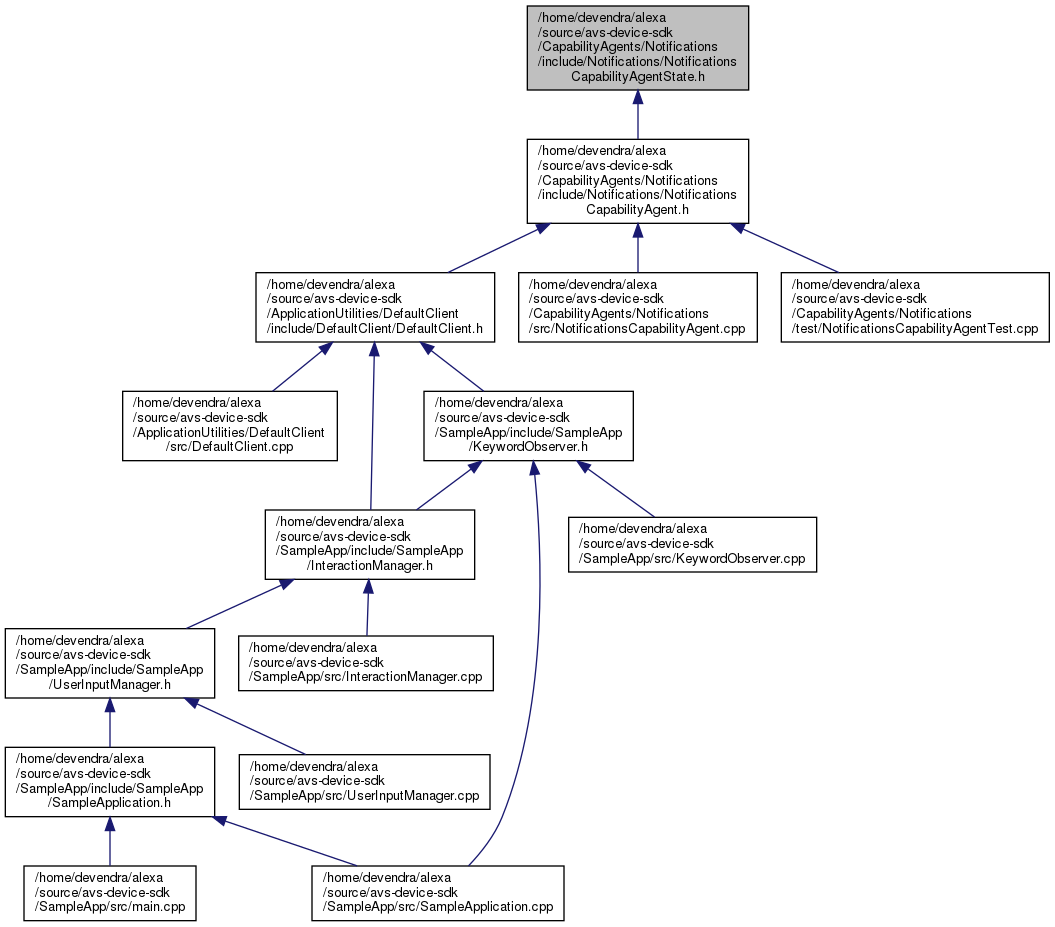 /home/devendra/alexa
/source/avs-device-sdk
/CapabilityAgents/Notifications
/include/Notifications/Notifications
CapabilityAgentState.h
/home/devendra/alexa
/source/avs-device-sdk
/CapabilityAgents/Notifications
/include/Notifications/Notifications
CapabilityAgent.h
/home/devendra/alexa
/source/avs-device-sdk
/ApplicationUtilities/DefaultClient
/include/DefaultClient/DefaultClient.h
/home/devendra/alexa
/source/avs-device-sdk
/CapabilityAgents/Notifications
/src/NotificationsCapabilityAgent.cpp
/home/devendra/alexa
/source/avs-device-sdk
/CapabilityAgents/Notifications
/test/NotificationsCapabilityAgentTest.cpp
/home/devendra/alexa
/source/avs-device-sdk
/ApplicationUtilities/DefaultClient
/src/DefaultClient.cpp
/home/devendra/alexa
/source/avs-device-sdk
/SampleApp/include/SampleApp
/KeywordObserver.h
/home/devendra/alexa
/source/avs-device-sdk
/SampleApp/include/SampleApp
/InteractionManager.h
/home/devendra/alexa
/source/avs-device-sdk
/SampleApp/src/KeywordObserver.cpp
/home/devendra/alexa
/source/avs-device-sdk
/SampleApp/include/SampleApp
/UserInputManager.h
/home/devendra/alexa
/source/avs-device-sdk
/SampleApp/src/InteractionManager.cpp
/home/devendra/alexa
/source/avs-device-sdk
/SampleApp/include/SampleApp
/SampleApplication.h
/home/devendra/alexa
/source/avs-device-sdk
/SampleApp/src/UserInputManager.cpp
/home/devendra/alexa
/source/avs-device-sdk
/SampleApp/src/main.cpp
/home/devendra/alexa
/source/avs-device-sdk
/SampleApp/src/SampleApplication.cpp